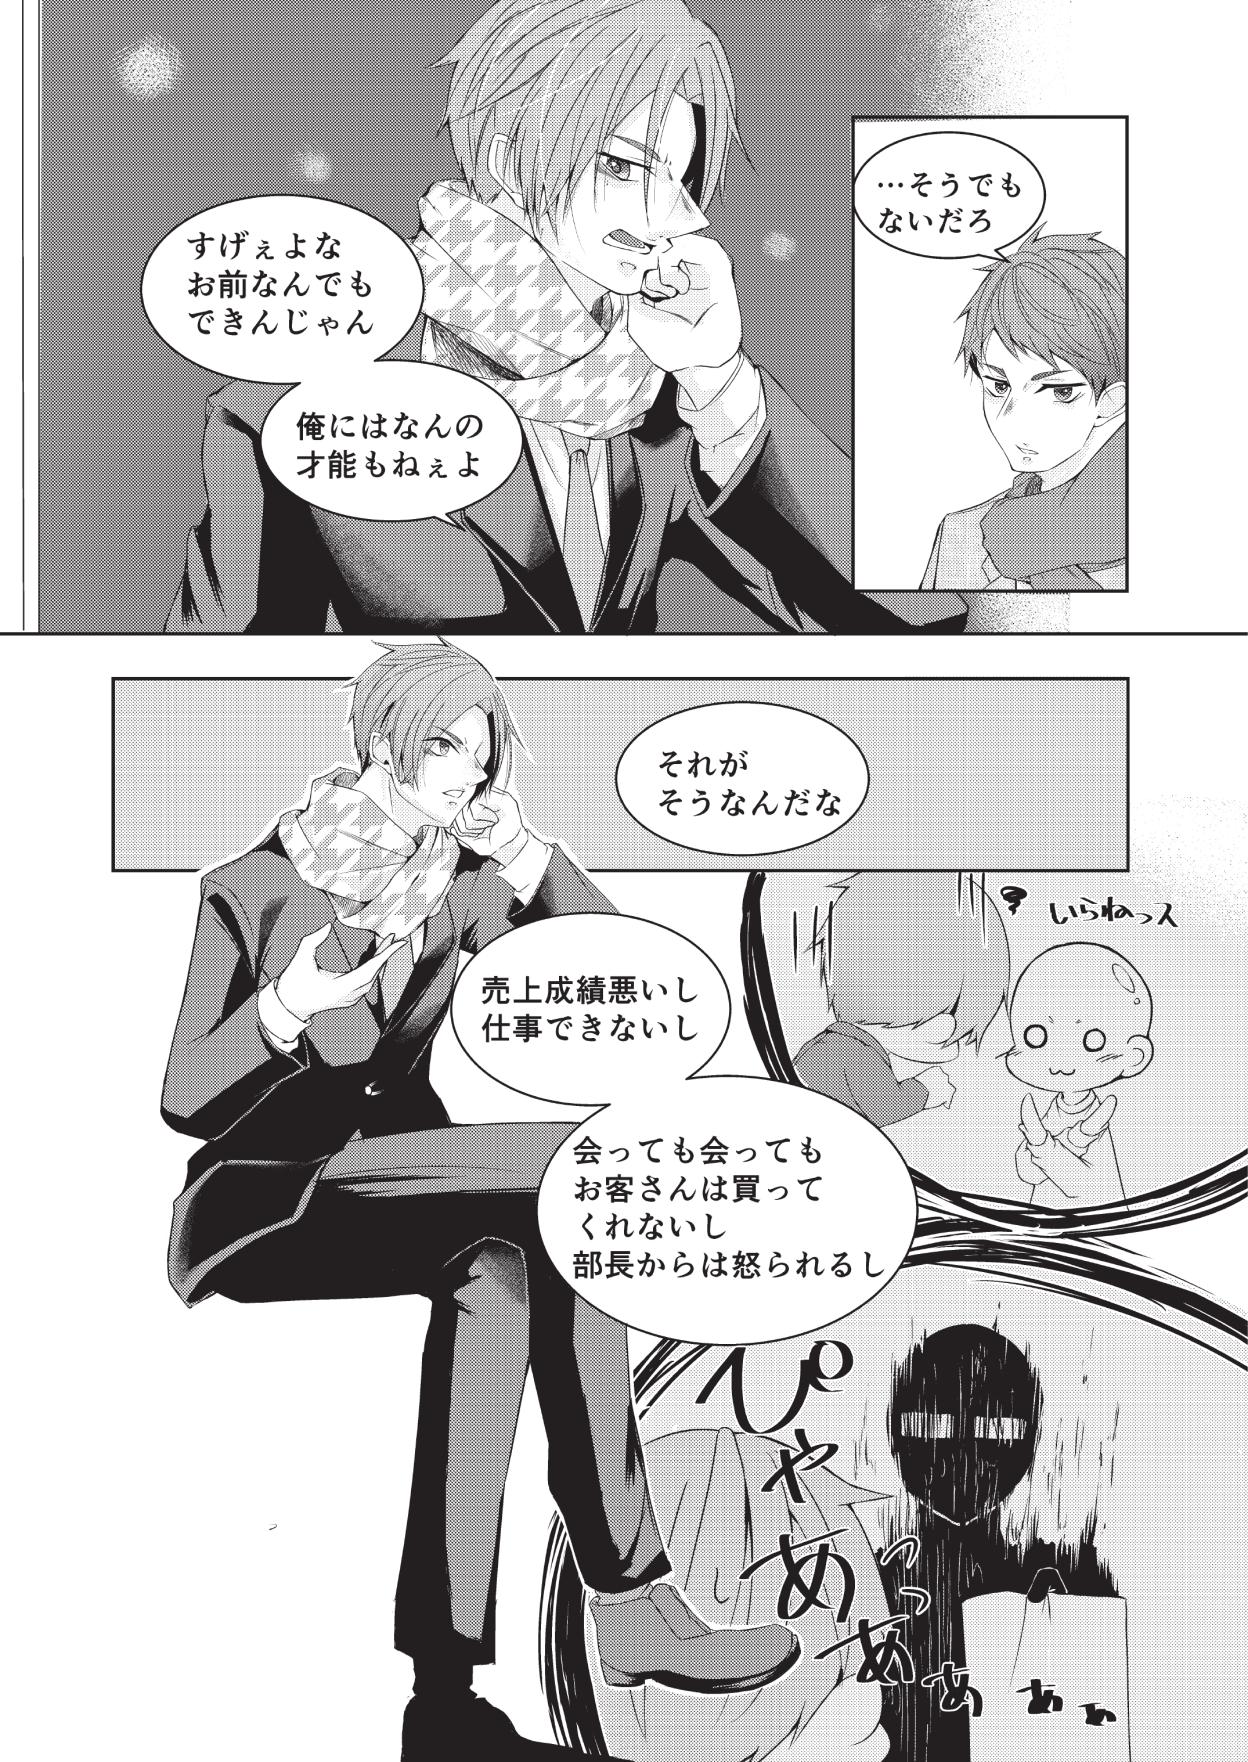 すげぇよな
お前なんでも
できんじゃん
俺にはなんの
才能もねぇよ
…そうでも
ないだろ
それが
そうなんだな
売上成績悪いし
仕事できないし
いらねっス
会っても会っても
お客さんは買って
くれないし
部長からは怒られるし
ぴゃあっっああぁぁぃ